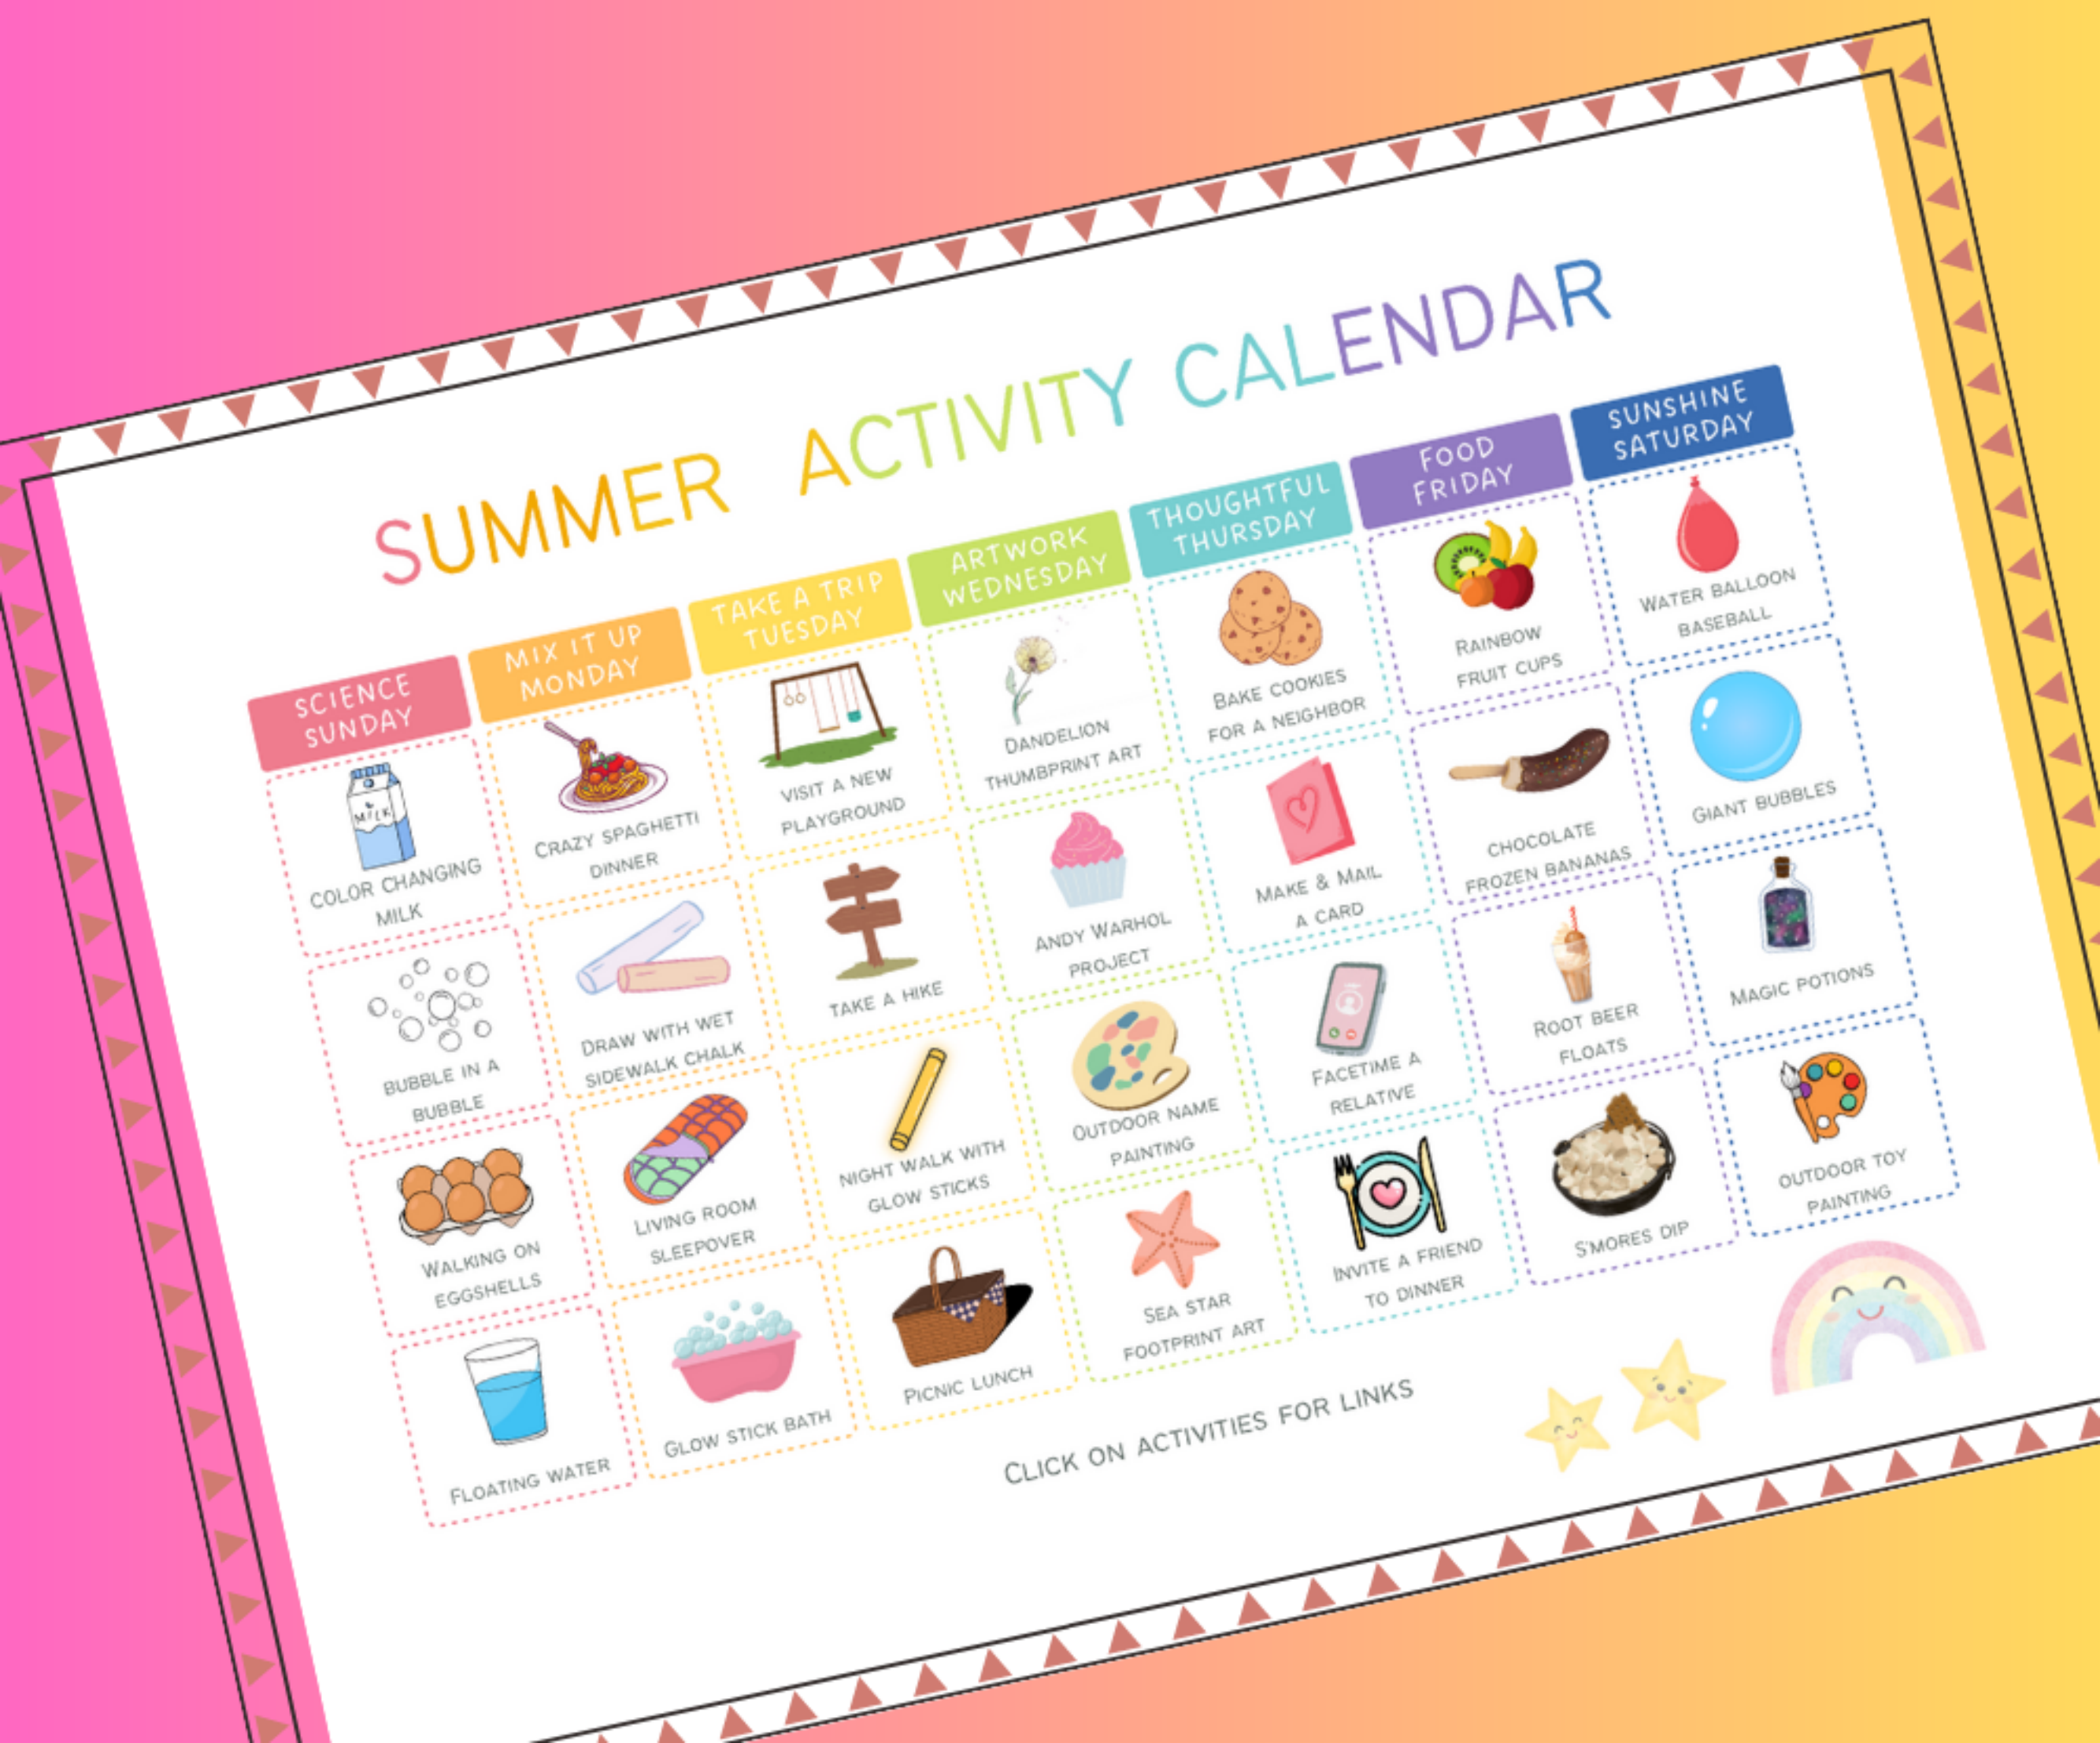 SUMMER ACTIVITY CALENDAR
SCIENCE
SUNDAY
MIX IT UP
MONDAY
TAKE A TRIP
TUESDAY
ARTWORK
WEDNESDAY
THOUGHTFUL
THURSDAY
FOOD
FRIDAY
SUNSHINE
SATURDAY
MILK
COLOR CHANGING
MILK
CRAZY SPAGHETTI
DINNER
VISIT A NEW
PLAYGROUND
DANDELION
THUMBPRINT ART
BAKE COOKIES
FOR A NEIGHBOR
RAINBOW
FRUIT CUPS
WATER BALLOON
BASEBALL
BUBBLE IN A
BUBBLE
DRAW WITH WET
SIDEWALK CHALK
TAKE A HIKE
ANDY WARHOL
PROJECT
MAKE & MAIL
A CARD
CHOCOLATE
FROZEN BANANAS
GIANT BUBBLES
WALKING ON
EGGSHELLS
LIVING ROOM
SLEEPOVER
NIGHT WALK WITH
GLOW STICKS
OUTDOOR NAME
PAINTING
FACETIME A
RELATIVE
ROOT BEER
FLOATS
MAGIC POTIONS
FLOATING WATER
GLOW STICK BATH
PICNIC LUNCH
SEA STAR
FOOTPRINT ART
INVITE A FRIEND
TO DINNER
S'MORES DIP
OUTDOOR TOY
PAINTING
CLICK ON ACTIVITIES FOR LINKS